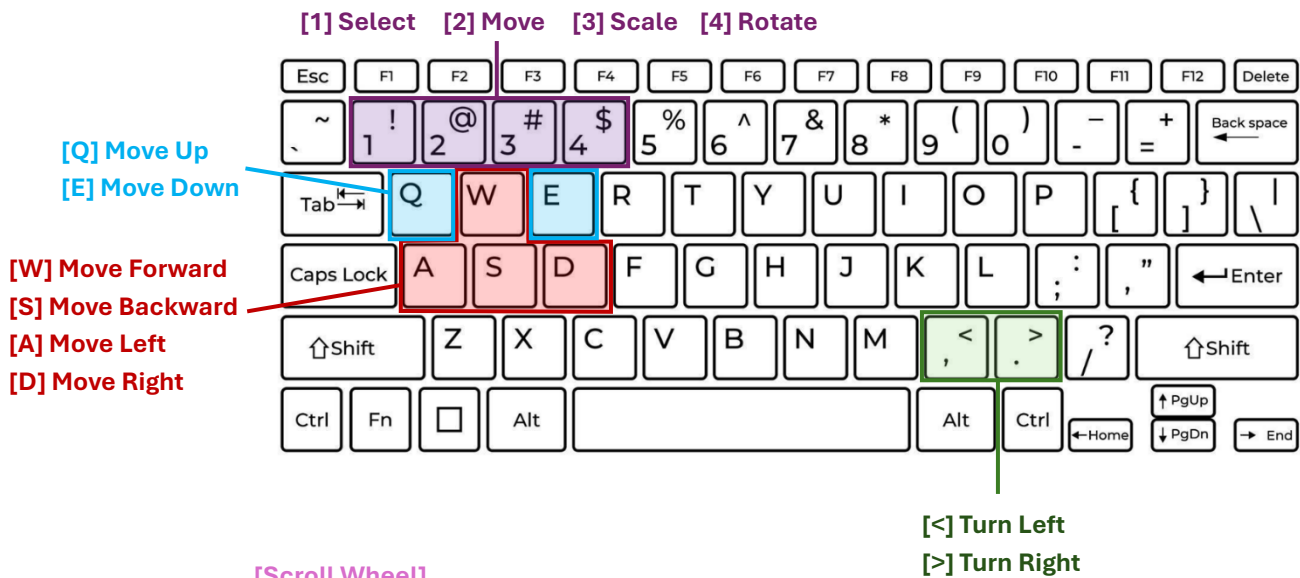 [1] Select [2] Move [3] Scale [4] Rotate
Esc F1 F2 F3 F4 F5 F6 F7 F8 F9 F10 F11 F12 Delete
~ ` ! 1 @ 2 # 3 $ 4 % 5 ^ 6 & 7 * 8 ( 9 ) 0 – - + = Back space
[Q] Move Up
[E] Move Down
Tab Q W E R T Y U I O P { [ } ] | \
[W] Move Forward
[S] Move Backward
[A] Move Left
[D] Move Right
Caps Lock A S D F G H J K L : ; " , Enter
Shift Z X C V B N M < , > . ? / Shift
Ctrl Fn Alt Alt Ctrl Home PgUp PgDn End
[<] Turn Left
[>] Turn Right
[Scroll Wheel]